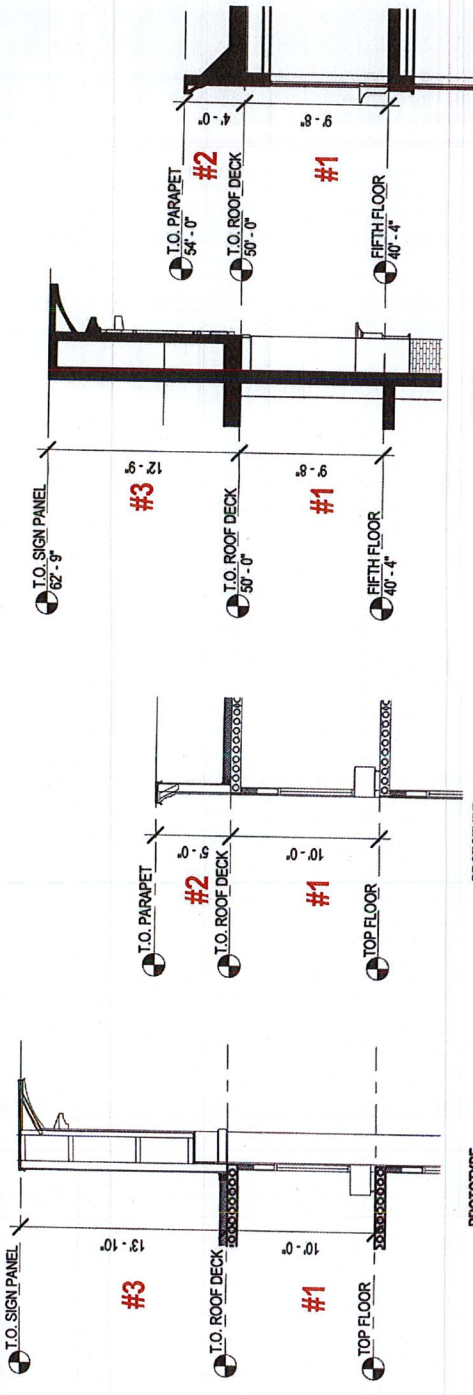 T.O. SIGN PANEL
13' - 10"
#3
T.O. ROOF DECK
10' - 0"
#1
TOP FLOOR
PROTOTYPE
T.O. PARAPET
5' - 0"
#2
T.O. ROOF DECK
10' - 0"
#1
TOP FLOOR
T.O. SIGN PANEL
62' - 9"
12' - 9"
#3
T.O. ROOF DECK
50' - 0"
9' - 8"
#1
FIFTH FLOOR
40' - 4"
T.O. PARAPET
54' - 0"
4' - 0"
#2
T.O. ROOF DECK
50' - 0"
9' - 8"
#1
FIFTH FLOOR
40' - 4"